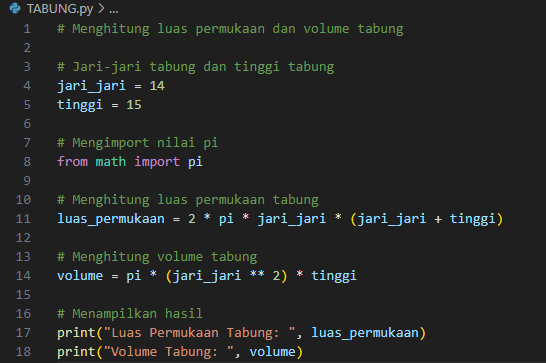 TABUNG.py > ...
1 # Menghitung luas permukaan dan volume tabung
2
3 # Jari-jari tabung dan tinggi tabung
4 jari_jari = 14
5 tinggi = 15
6
7 # Mengimport nilai pi
8 from math import pi
9
10 # Menghitung luas permukaan tabung
11 luas_permukaan = 2 * pi * jari_jari * (jari_jari + tinggi)
12
13 # Menghitung volume tabung
14 volume = pi * (jari_jari ** 2) * tinggi
15
16 # Menampilkan hasil
17 print("Luas Permukaan Tabung: ", luas_permukaan)
18 print("Volume Tabung: ", volume)